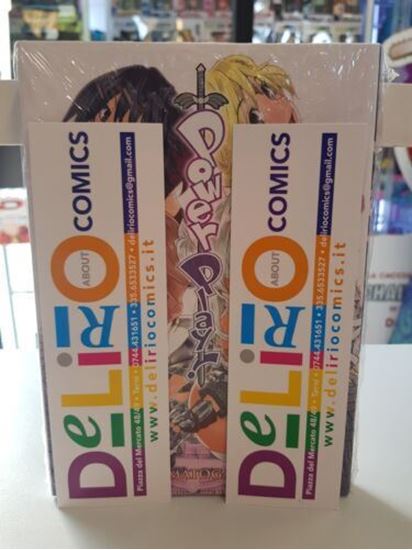 DeLiRiO
ABOUT
COMICS
Piazza del Mercato 48/49 • Terni • 0744.431651 • 335.6533527 • deliriocomics@gmail.com
www.deliriocomics.it
Power Play!
DeLiRiO
ABOUT
COMICS
Piazza del Mercato 48/49 • Terni • 0744.431651 • 335.6533527 • deliriocomics@gmail.com
www.deliriocomics.it